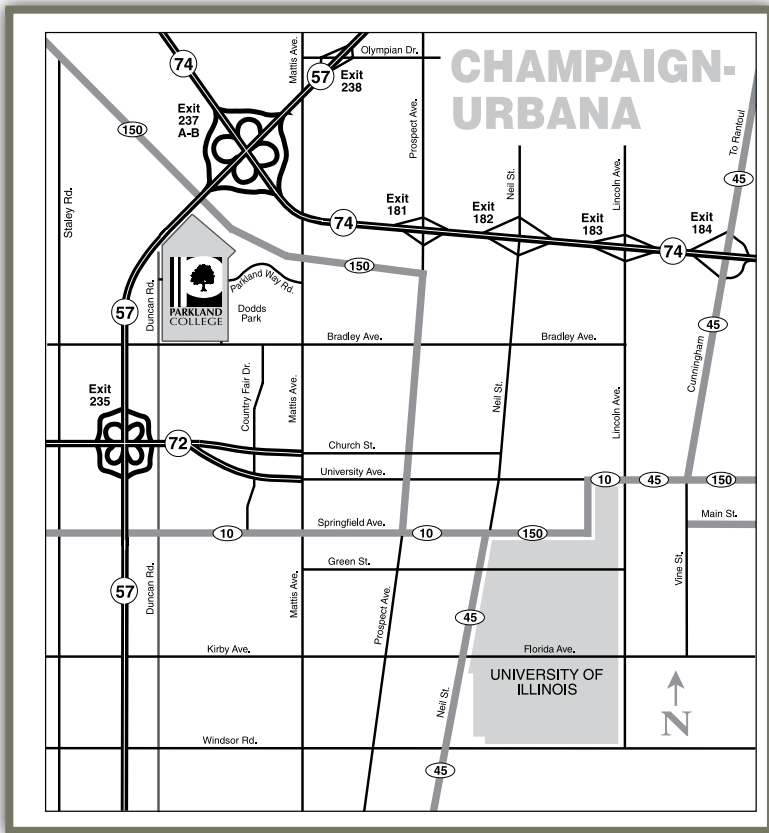 CHAMPAIGN-
URBANA
Mattis Ave.
Olympian Dr.
74
57
Exit
238
Exit
237
A-B
150
Prospect Ave.
To Rantoul
45
Staley Rd.
Neil St.
Lincoln Ave.
Exit
181
Exit
182
Exit
183
Exit
184
74
74
150
Parkland Way Rd.
Duncan Rd.
PARKLAND
COLLEGE
Dodds
Park
57
45
Cunningham
Bradley Ave.
Bradley Ave.
Exit
235
Country Fair Dr.
Mattis Ave.
Neil St.
Lincoln Ave.
72
Church St.
University Ave.
10
45
150
Main St.
Springfield Ave.
10
10
150
Green St.
Vine St.
57
Duncan Rd.
Mattis Ave.
Prospect Ave.
45
Kirby Ave.
Florida Ave.
UNIVERSITY OF
ILLINOIS
Neil St.
N
Windsor Rd.
45